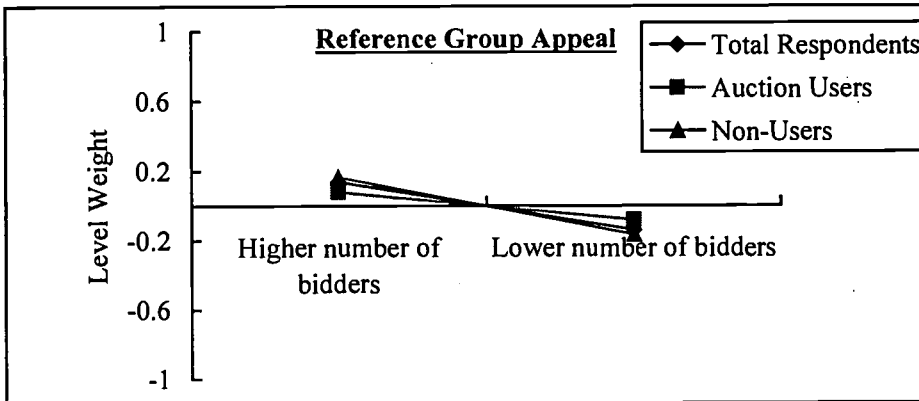 Reference Group Appeal
Total Respondents
Auction Users
Non-Users
Level Weight
1
0.6
0.2
-0.2
-0.6
-1
Higher number of
bidders
Lower number of bidders